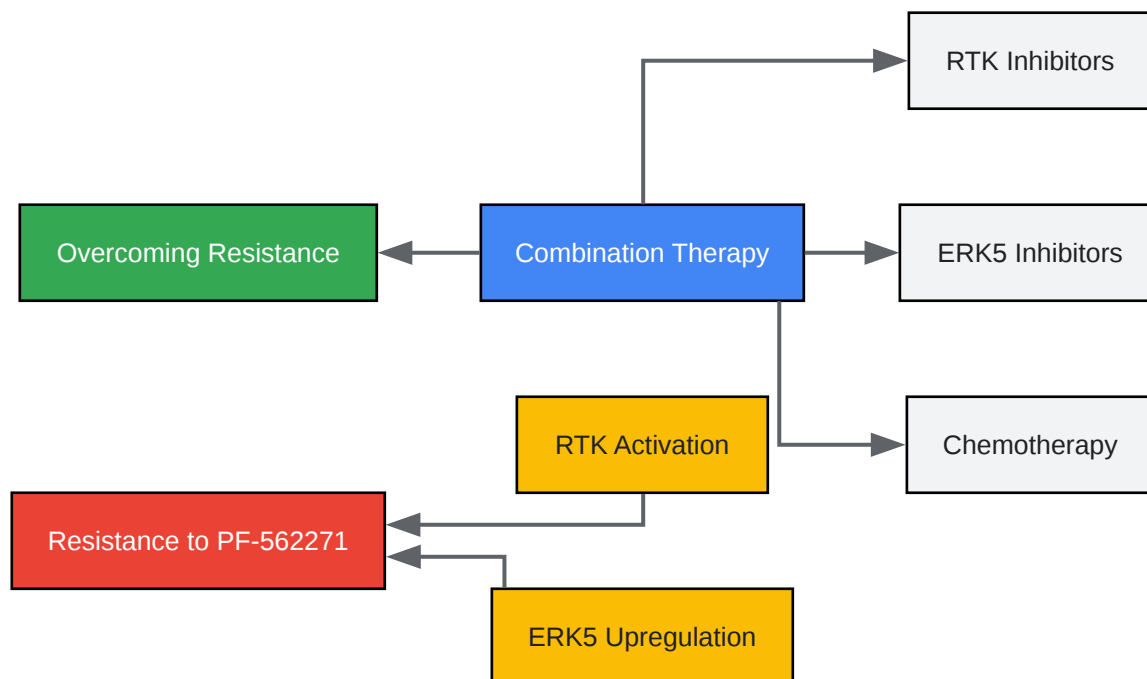 RTK Inhibitors
Overcoming Resistance
Combination Therapy
ERK5 Inhibitors
RTK Activation
Chemotherapy
Resistance to PF-562271
ERK5 Upregulation